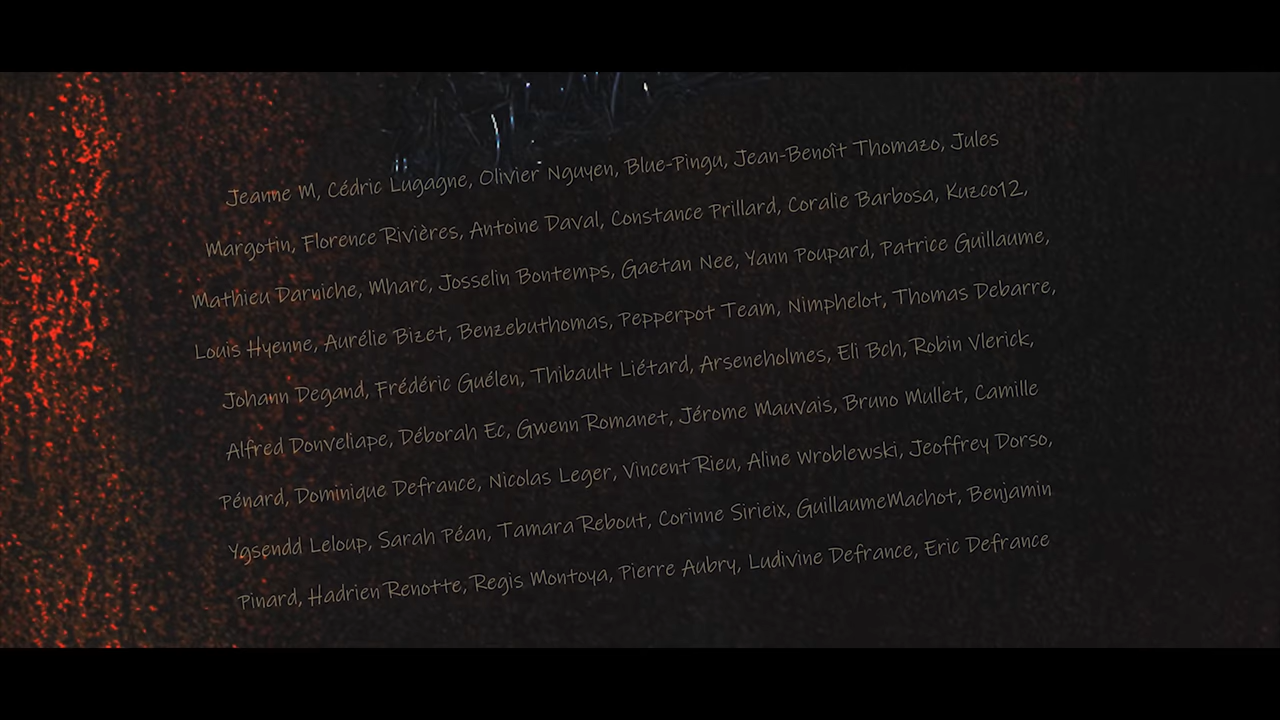 Jeanne M, Cédric Lugagne, Olivier Nguyen, Blue-Pingu, Jean-Benoît Thomazo, Jules
Margotin, Florence Rivières, Antoine Daval, Constance Prillard, Coralie Barbosa, Kuzco12,
Mathieu Darniche, Mharc, Josselin Bontemps, Gaetan Nee, Yann Poupard, Patrice Guillaume,
Louis Hyenne, Aurélie Bizet, Benzebuthomas, Pepperpot Team, Nimphelot, Thomas Debarre,
Johann Degand, Frédéric Guélen, Thibault Liétard, Arseneholmes, Eli Bch, Robin Vlerick,
Alfred Donveliape, Déborah Ec, Gwenn Romanet, Jérome Mauvais, Bruno Mullet, Camille
Pénard, Dominique Defrance, Nicolas Leger, Vincent Rieu, Aline Wroblewski, Jeoffrey Dorso,
Ygsendd Leloup, Sarah Péan, Tamara Rebout, Corinne Sirieix, GuillaumeMachot, Benjamin
Pinard, Hadrien Renotte, Regis Montoya, Pierre Aubry, Ludivine Defrance, Eric Defrance